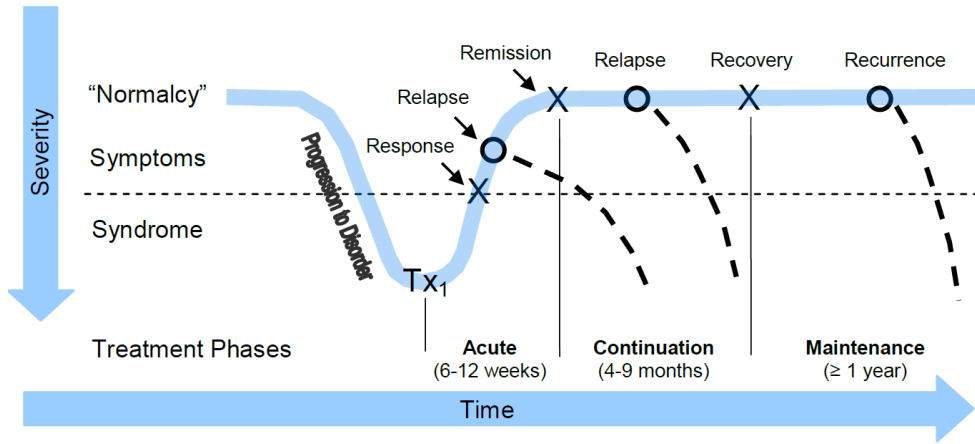 Severity
Remission
Relapse
Recovery
Recurrence
“Normalcy”
Relapse
Response
Symptoms
Progression to Disorder
Syndrome
Tx1
Treatment Phases
Acute
(6-12 weeks)
Continuation
(4-9 months)
Maintenance
(≥ 1 year)
Time